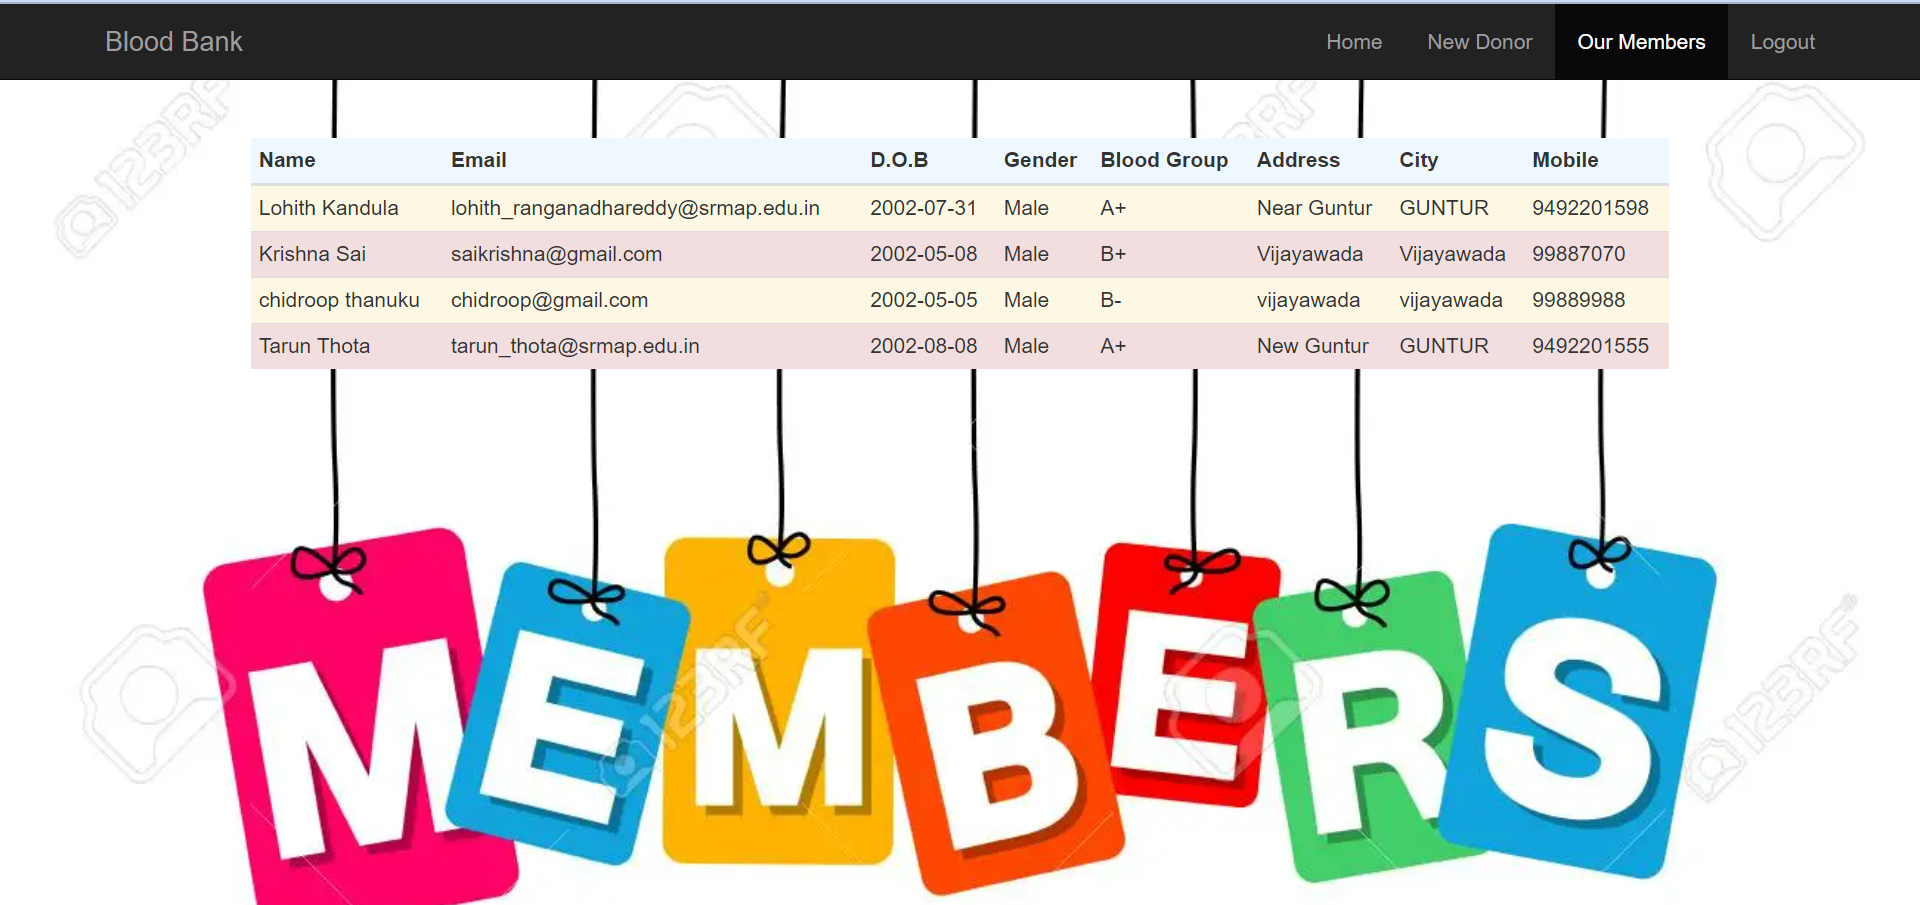 Blood Bank Home New Donor Our Members Logout
Name Email D.O.B Gender Blood Group Address City Mobile
Lohith Kandula lohith_ranganadhareddy@srmap.edu.in 2002-07-31 Male A+ Near Guntur GUNTUR 9492201598
Krishna Sai saikrishna@gmail.com 2002-05-08 Male B+ Vijayawada Vijayawada 99887070
chidroop thanuku chidroop@gmail.com 2002-05-05 Male B- vijayawada vijayawada 99889988
Tarun Thota tarun_thota@srmap.edu.in 2002-08-08 Male A+ New Guntur GUNTUR 9492201555
MEMBERS
123RF
123RF
123RF®
123RF®